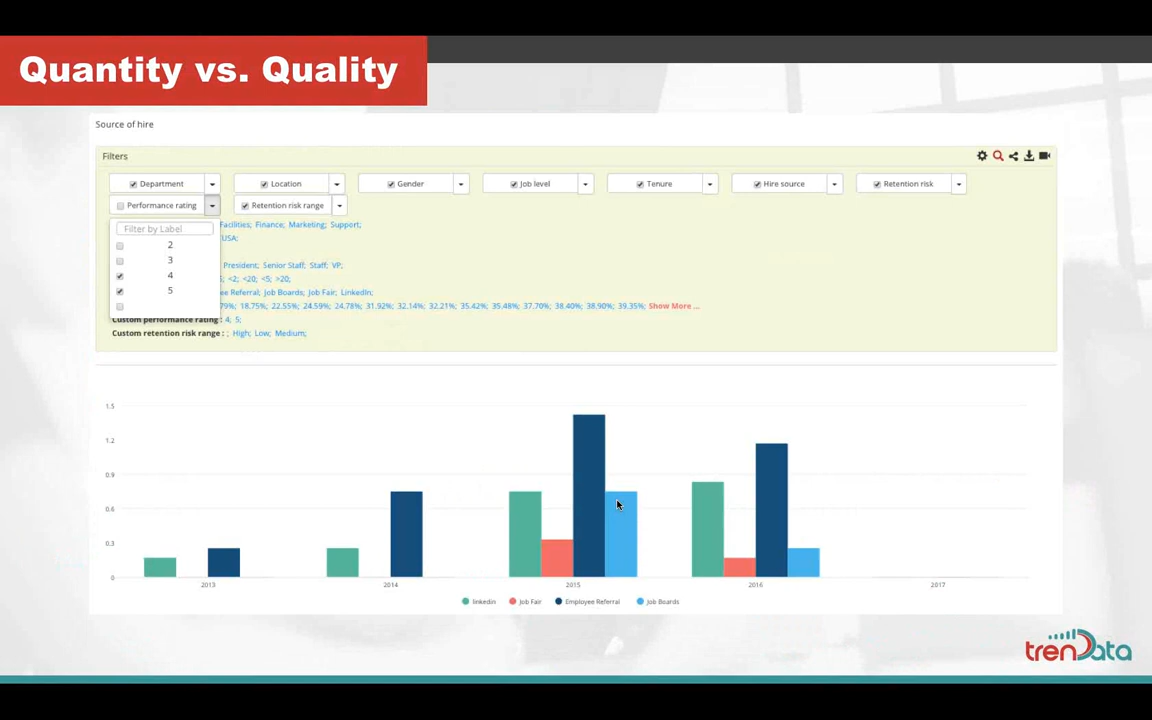 Quantity vs. Quality
Source of hire
Filters
Department Location Gender Job level Tenure Hire source Retention risk
Performance rating Retention risk range
Filter by Label
2
3
4
5
Facilities; Finance; Marketing; Support;
USA;
President; Senior Staff; Staff; VP;
<2; <20; <5; >20;
Referral; Job Boards; Job Fair; LinkedIn;
79%; 18.75%; 22.55%; 24.59%; 24.78%; 31.92%; 32.14%; 32.21%; 35.42%; 35.48%; 37.70%; 38.40%; 38.90%; 39.35%; Show More ...
Custom performance rating : 4; 5;
Custom retention risk range : ; High; Low; Medium;
1.5
1.2
0.9
0.6
0.3
0
2013 2014 2015 2016 2017
linkedin Job Fair Employee Referral Job Boards
trenData